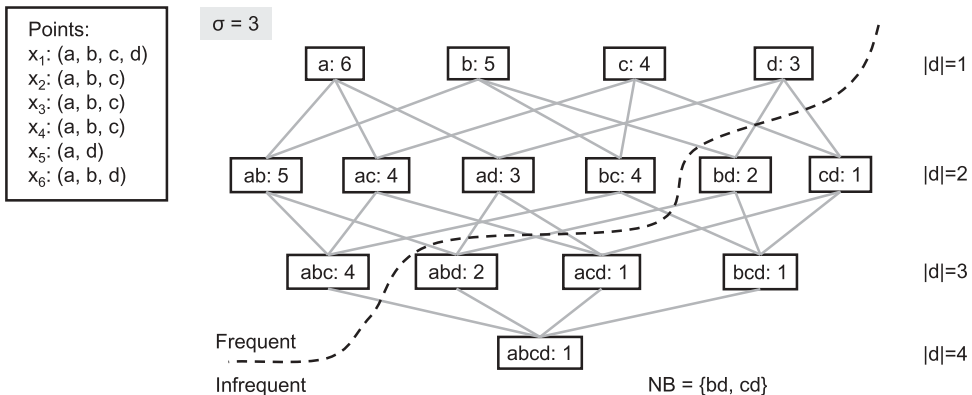 Points:
x₁: (a, b, c, d)
x₂: (a, b, c)
x₃: (a, b, c)
x₄: (a, b, c)
x₅: (a, d)
x₆: (a, b, d)
σ = 3
a: 6 b: 5 c: 4 d: 3 |d|=1
ab: 5 ac: 4 ad: 3 bc: 4 bd: 2 cd: 1 |d|=2
abc: 4 abd: 2 acd: 1 bcd: 1 |d|=3
Frequent
abcd: 1 |d|=4
Infrequent NB = {bd, cd}